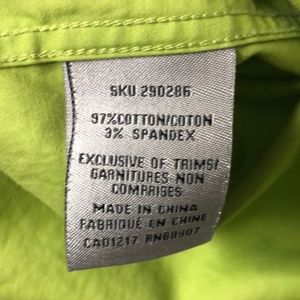 SKU 290286
97%COTTON/COTON
3% SPANDEX
EXCLUSIVE OF TRIMS/
GARNITURES NON
COMPRISES
MADE IN CHINA
FABRIQUÉ EN CHINE
CA01217 RN88907